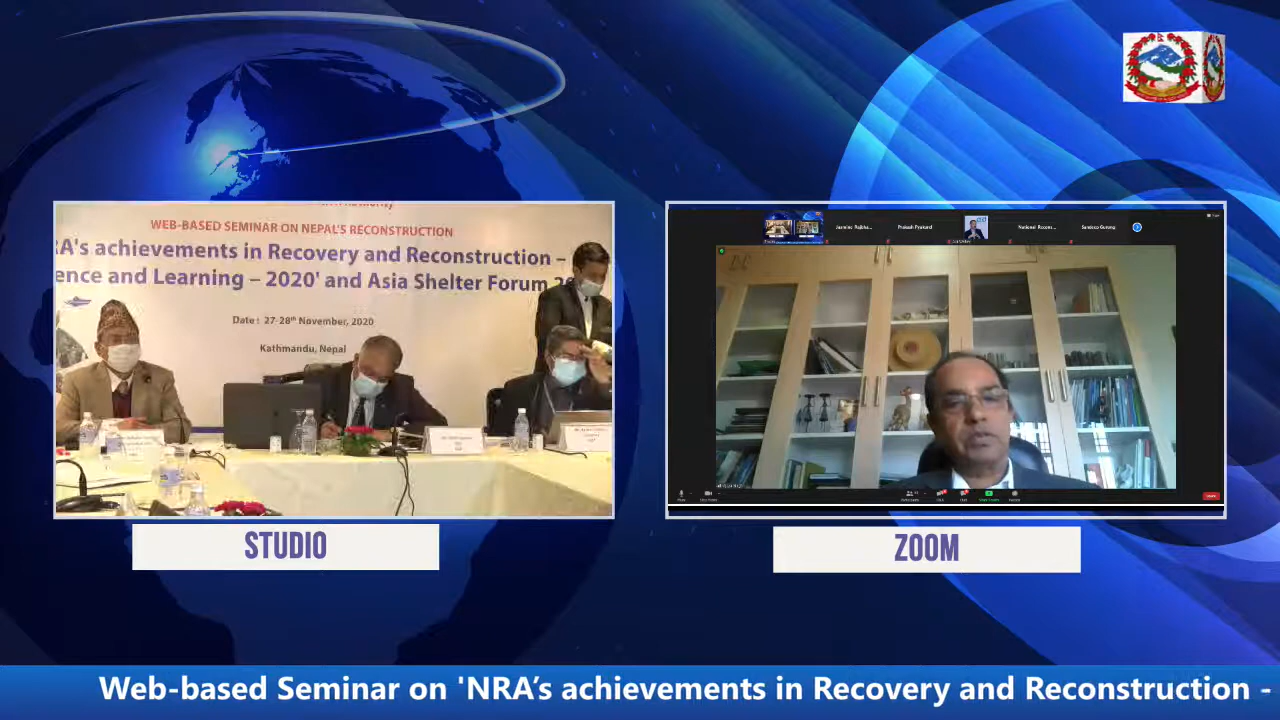 WEB-BASED SEMINAR ON NEPAL'S RECONSTRUCTION
RA's achievements in Recovery and Reconstruction –
ence and Learning – 2020' and Asia Shelter Forum
Date : 27-28th November, 2020
Kathmandu, Nepal
Prakash Pyakurel
National Recons...
Sandeep Gurung
STUDIO
ZOOM
Web-based Seminar on 'NRA’s achievements in Recovery and Reconstruction -